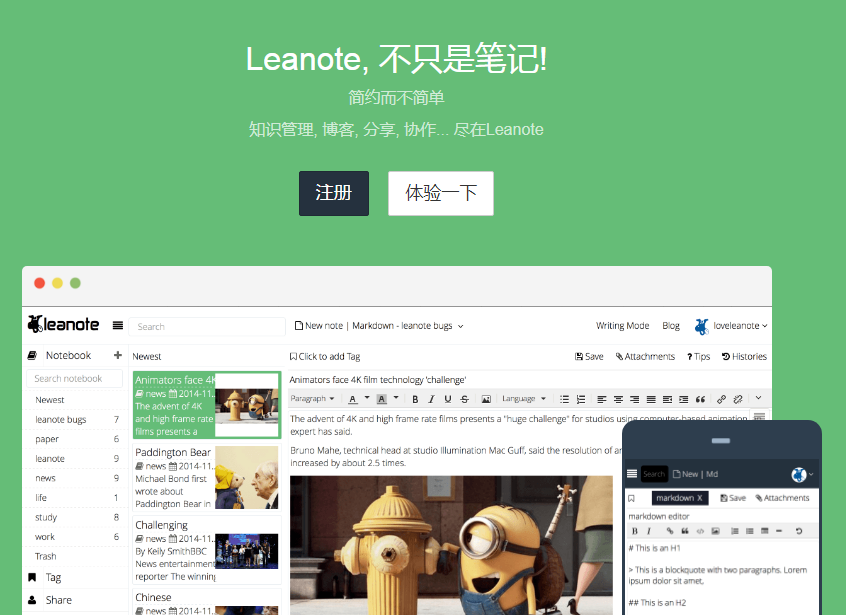 Leanote, 不只是笔记!
简约而不简单
知识管理, 博客, 分享, 协作... 尽在Leanote
注册 体验一下
leanote Search New note | Markdown - leanote bugs Writing Mode Blog loveleanote
Notebook + Newest Click to add Tag Save Attachments ? Tips Histories
Search notebook
Newest
leanote bugs 7
paper 6
leanote 9
news 9
life 1
study 8
work 6
Trash
Tag
Share
Animators face 4K
news 2014-11..
The advent of 4K
and high frame rate
films presents a
Paddington Bear
news 2014-11..
Michael Bond first
wrote about
Paddington Bear in
Challenging
news 2014-11..
By Kelly SmithBBC
News entertainment
reporter The winning
Chinese
news 2014-11..
Animators face 4K film technology 'challenge'
Paragraph A A B I U S Language
The advent of 4K and high frame rate films presents a "huge challenge" for studios using computer-based animation
expert has said.
Bruno Mahe, technical head at studio Illumination Mac Guff, said the resolution of an
increased by about 2.5 times.
Search New | Md
markdown X Save Attachments
markdown editor
B I
# This is an H1
> This is a blockquote with two paragraphs. Lorem
ipsum dolor sit amet,
## This is an H2